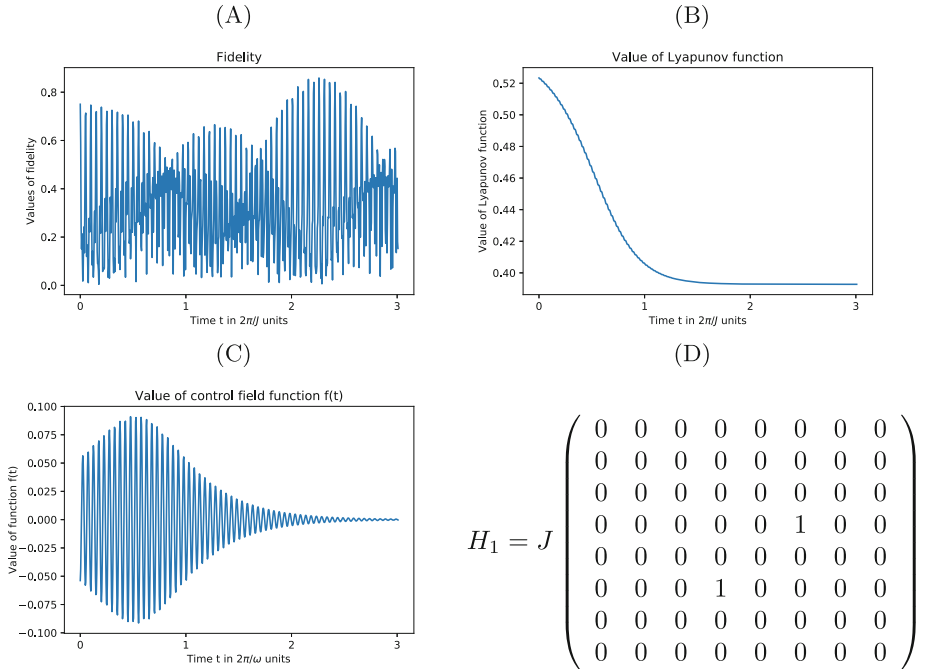 (A)
Fidelity
Values of fidelity
0.8
0.6
0.4
0.2
0.0
0 1 2 3
Time t in 2π/J units
(B)
Value of Lyapunov function
Value of Lyapunov function
0.52
0.50
0.48
0.46
0.44
0.42
0.40
0 1 2 3
Time t in 2π/J units
(C)
Value of control field function f(t)
Value of function f(t)
0.100
0.075
0.050
0.025
0.000
−0.025
−0.050
−0.075
−0.100
0 1 2 3
Time t in 2π/ω units
(D)
H₁ = J
0 0 0 0 0 0 0 0
0 0 0 0 0 0 0 0
0 0 0 0 0 0 0 0
0 0 0 0 0 1 0 0
0 0 0 0 0 0 0 0
0 0 0 1 0 0 0 0
0 0 0 0 0 0 0 0
0 0 0 0 0 0 0 0